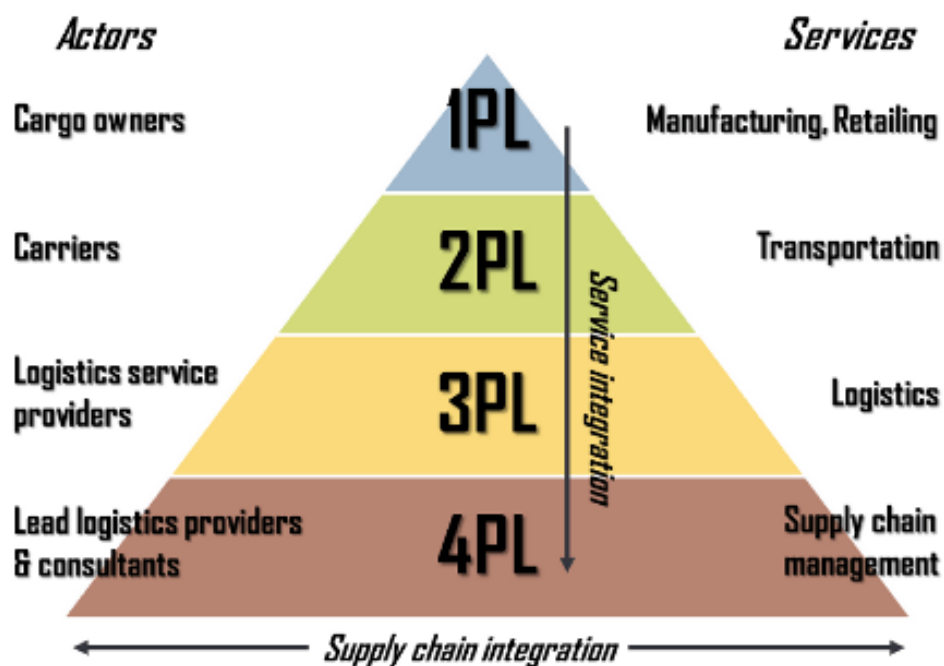 Actors
Services
Cargo owners
1PL
Manufacturing, Retailing
Carriers
2PL
Transportation
Logistics service
providers
3PL
Logistics
Service integration
Lead logistics providers
& consultants
4PL
Supply chain
management
Supply chain integration